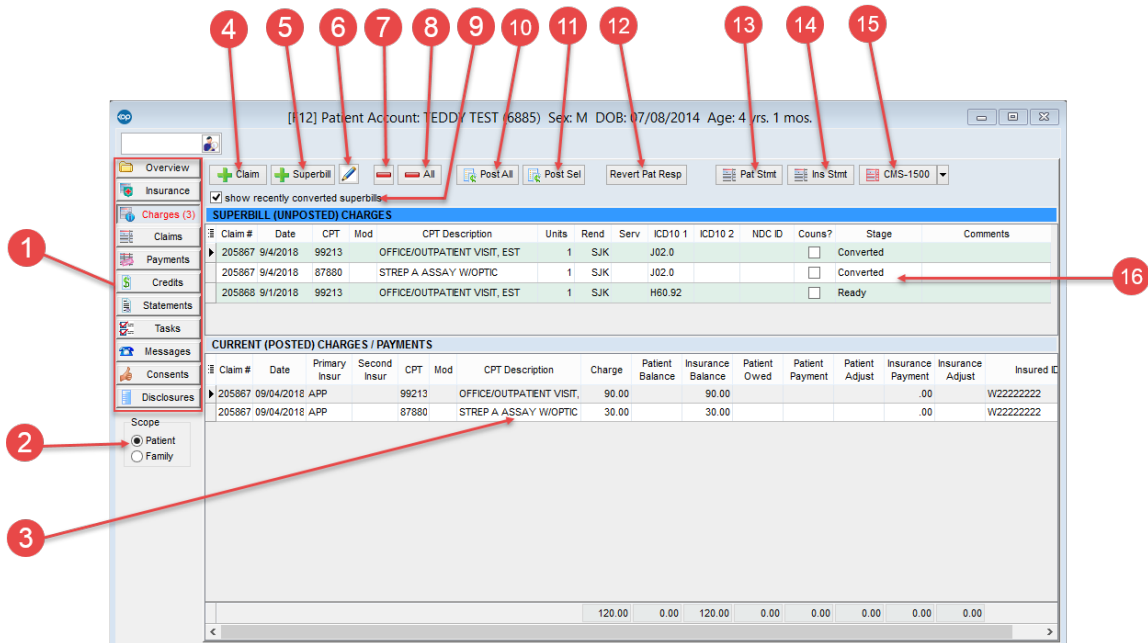 4 5 6 7 8 9 10 11 12 13 14 15
[F12] Patient Account: TEDDY TEST (6885) Sex: M DOB: 07/08/2014 Age: 4 yrs. 1 mos.
Overview
Insurance
Charges (3)
Claims
Payments
Credits
Statements
Tasks
Messages
Consents
Disclosures
Scope
Patient
Family
1
2
3
Claim Superbill All Post All Post Sel Revert Pat Resp Pat Stmt Ins Stmt CMS-1500
show recently converted superbills
SUPERBILL (UNPOSTED) CHARGES
Claim # Date CPT Mod CPT Description Units Rend Serv ICD10 1 ICD10 2 NDC ID Couns? Stage Comments
205867 9/4/2018 99213 OFFICE/OUTPATIENT VISIT, EST 1 SJK J02.0 Converted
205867 9/4/2018 87880 STREP A ASSAY W/OPTIC 1 SJK J02.0 Converted
205868 9/1/2018 99213 OFFICE/OUTPATIENT VISIT, EST 1 SJK H60.92 Ready
16
CURRENT (POSTED) CHARGES / PAYMENTS
Claim # Date Primary Insur Second Insur CPT Mod CPT Description Charge Patient Balance Insurance Balance Patient Owed Patient Payment Patient Adjust Insurance Payment Insurance Adjust Insured ID
205867 09/04/2018 APP 99213 OFFICE/OUTPATIENT VISIT, 90.00 90.00 .00 W22222222
205867 09/04/2018 APP 87880 STREP A ASSAY W/OPTIC 30.00 30.00 .00 W22222222
120.00 0.00 120.00 0.00 0.00 0.00 0.00 0.00